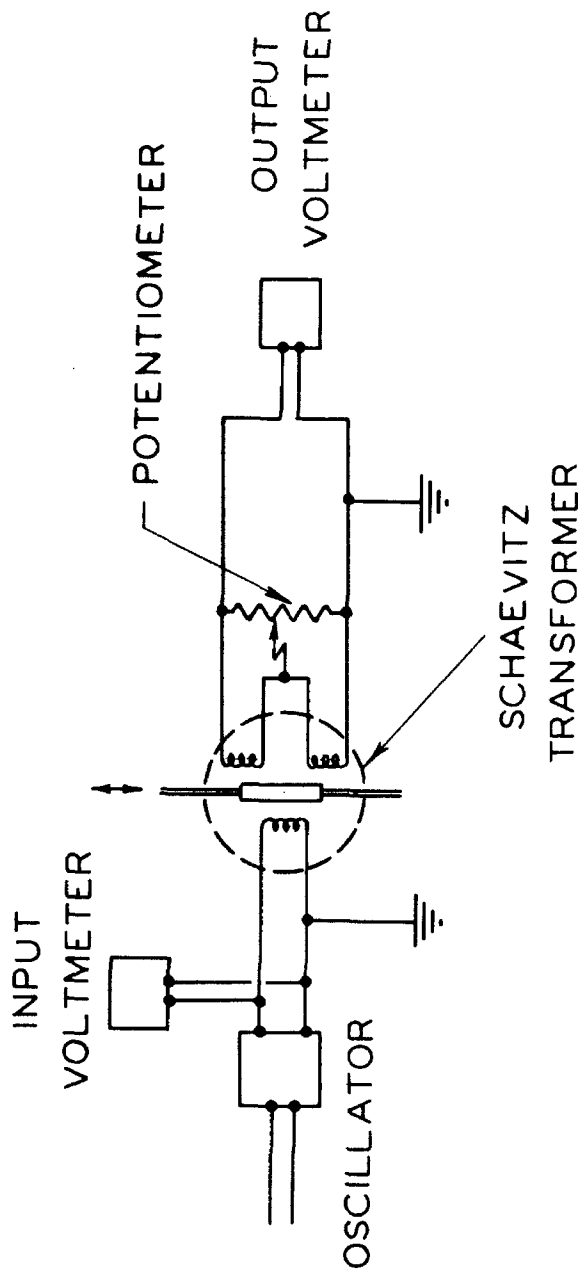 INPUT
VOLTMETER
OSCILLATOR
POTENTIOMETER
OUTPUT
VOLTMETER
SCHAEVITZ
TRANSFORMER